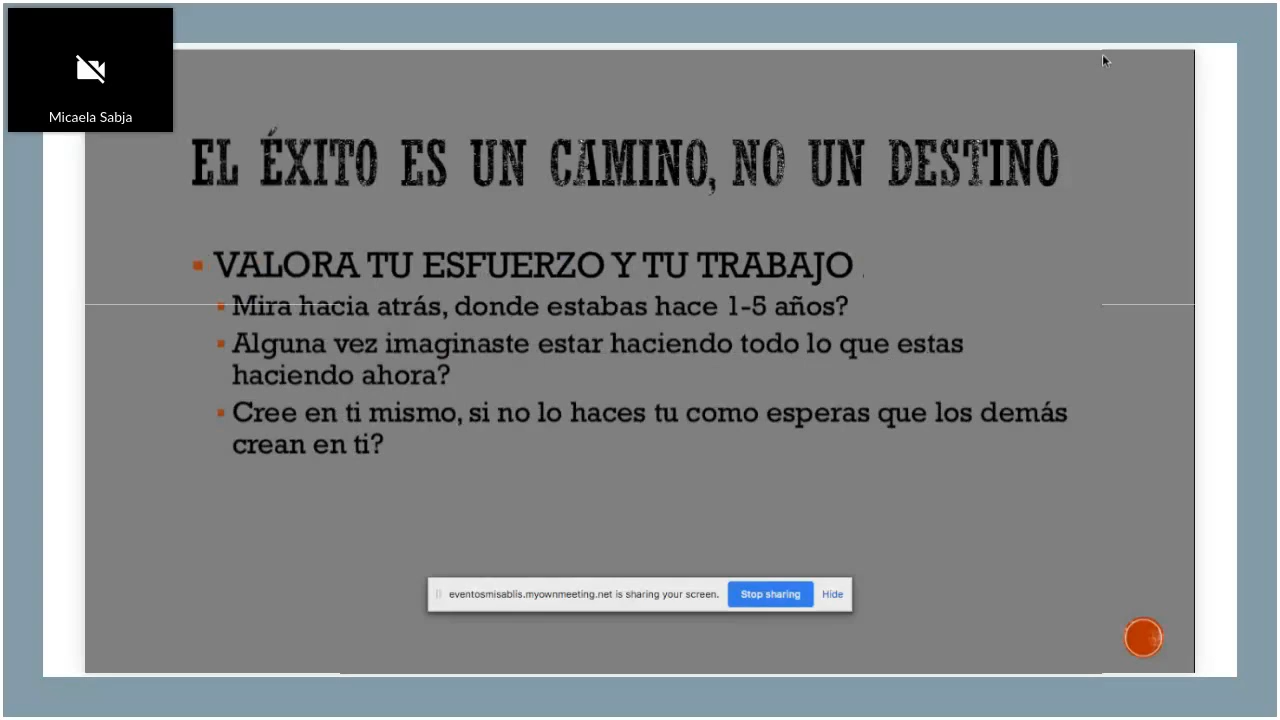 Micaela Sabja
EL ÉXITO ES UN CAMINO, NO UN DESTINO
VALORA TU ESFUERZO Y TU TRABAJO .
Mira hacia atrás, donde estabas hace 1-5 años?
Alguna vez imaginaste estar haciendo todo lo que estas
haciendo ahora?
Cree en ti mismo, si no lo haces tu como esperas que los demás
crean en ti?
eventosmisablis.myownmeeting.net is sharing your screen. Stop sharing Hide